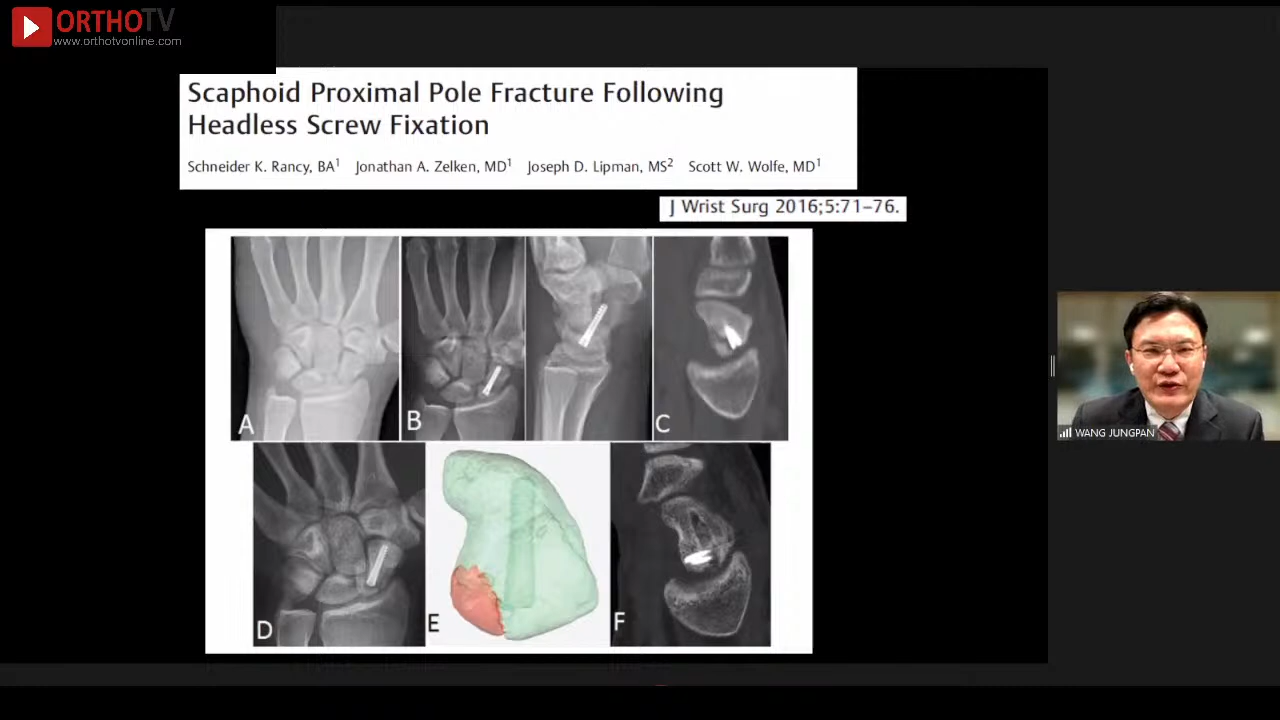 ORTHOTV
www.orthotvonline.com
Scaphoid Proximal Pole Fracture Following
Headless Screw Fixation
Schneider K. Rancy, BA1 Jonathan A. Zelken, MD1 Joseph D. Lipman, MS2 Scott W. Wolfe, MD1
J Wrist Surg 2016;5:71–76.
A
B
C
D
E
F
WANG JUNGPAN